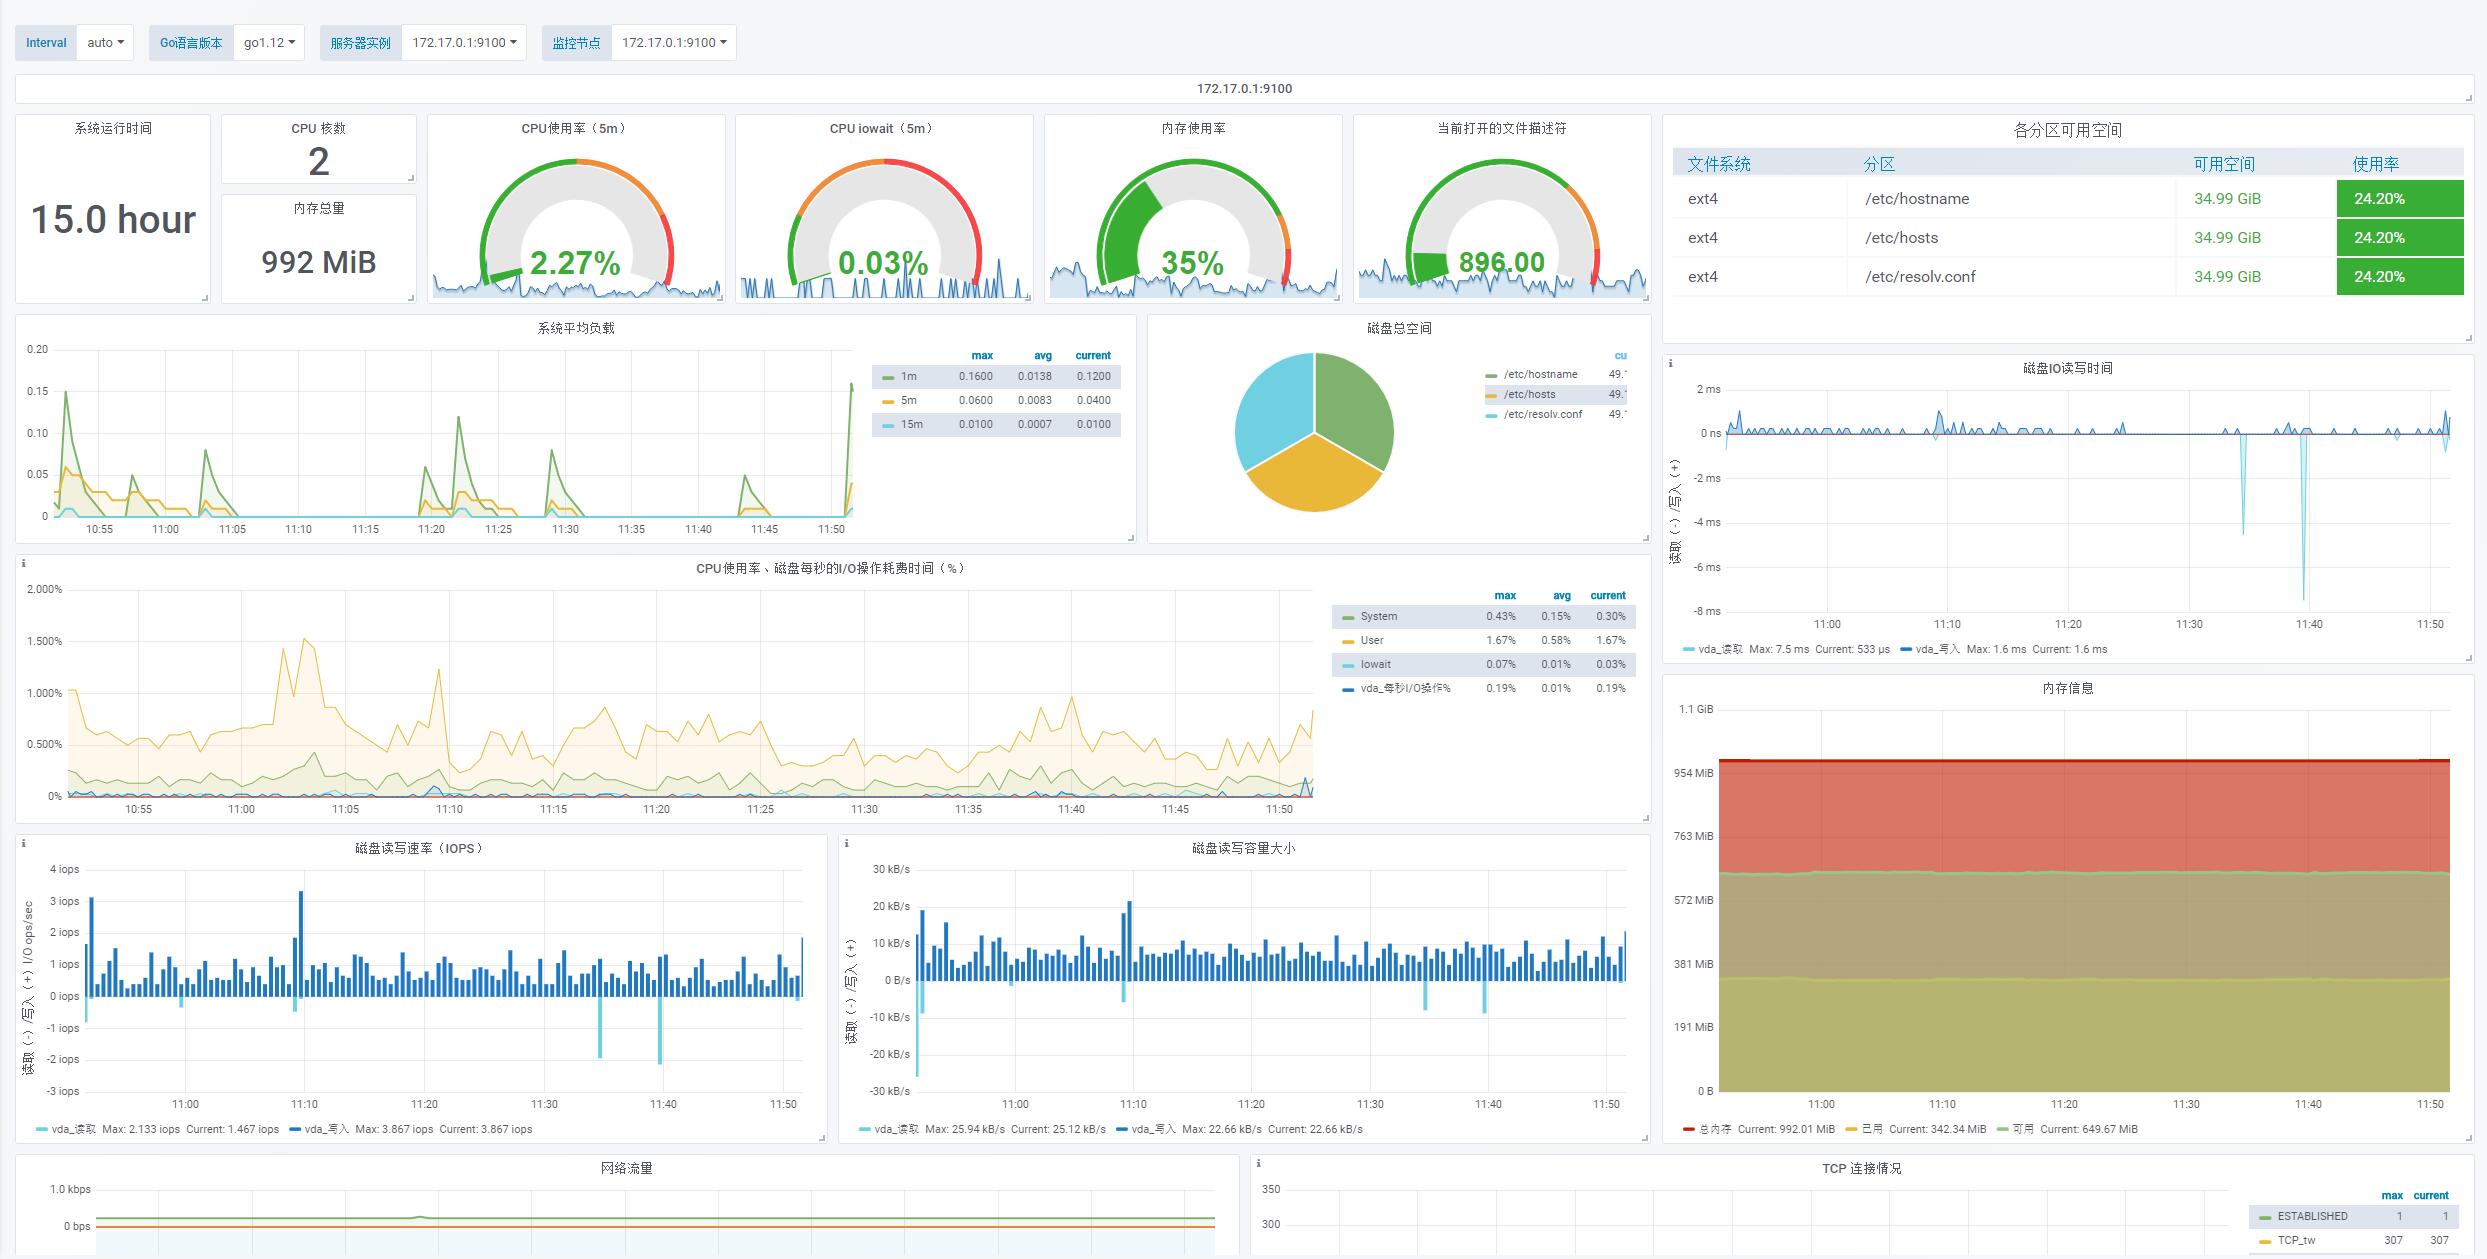 Interval auto Go语言版本 go1.12 服务器实例 172.17.0.1:9100 监控节点 172.17.0.1:9100
172.17.0.1:9100
系统运行时间
15.0 hour
CPU 核数
2
内存总量
992 MiB
CPU使用率（5m）
2.27%
CPU iowait（5m）
0.03%
内存使用率
35%
当前打开的文件描述符
896.00
各分区可用空间
文件系统 分区 可用空间 使用率
ext4 /etc/hostname 34.99 GiB 24.20%
ext4 /etc/hosts 34.99 GiB 24.20%
ext4 /etc/resolv.conf 34.99 GiB 24.20%
系统平均负载
0.20
0.15
0.10
0.05
0
10:55 11:00 11:05 11:10 11:15 11:20 11:25 11:30 11:35 11:40 11:45 11:50
max avg current
1m 0.1600 0.0138 0.1200
5m 0.0600 0.0083 0.0400
15m 0.0100 0.0007 0.0100
磁盘总空间
cu
/etc/hostname 49.
/etc/hosts 49.
/etc/resolv.conf 49.
磁盘IO读写时间
读取（-）/写入（+）
2 ms
0 ns
-2 ms
-4 ms
-6 ms
-8 ms
11:00 11:10 11:20 11:30 11:40 11:50
vda_读取 Max: 7.5 ms Current: 533 µs vda_写入 Max: 1.6 ms Current: 1.6 ms
CPU使用率、磁盘每秒的I/O操作耗费时间（%）
2.000%
1.500%
1.000%
0.500%
0%
10:55 11:00 11:05 11:10 11:15 11:20 11:25 11:30 11:35 11:40 11:45 11:50
max avg current
System 0.43% 0.15% 0.30%
User 1.67% 0.58% 1.67%
Iowait 0.07% 0.01% 0.03%
vda_每秒I/O操作% 0.19% 0.01% 0.19%
内存信息
1.1 GiB
954 MiB
763 MiB
572 MiB
381 MiB
191 MiB
0 B
11:00 11:10 11:20 11:30 11:40 11:50
总内存 Current: 992.01 MiB 已用 Current: 342.34 MiB 可用 Current: 649.67 MiB
磁盘读写速率（IOPS）
读取（-）/写入（+）I/O ops/sec
4 iops
3 iops
2 iops
1 iops
0 iops
-1 iops
-2 iops
-3 iops
11:00 11:10 11:20 11:30 11:40 11:50
vda_读取 Max: 2.133 iops Current: 1.467 iops vda_写入 Max: 3.867 iops Current: 3.867 iops
磁盘读写容量大小
读取（-）/写入（+）
30 kB/s
20 kB/s
10 kB/s
0 B/s
-10 kB/s
-20 kB/s
-30 kB/s
11:00 11:10 11:20 11:30 11:40 11:50
vda_读取 Max: 25.94 kB/s Current: 25.12 kB/s vda_写入 Max: 22.66 kB/s Current: 22.66 kB/s
网络流量
1.0 kbps
0 bps
TCP 连接情况
350
300
max current
ESTABLISHED 1 1
TCP_tw 307 307